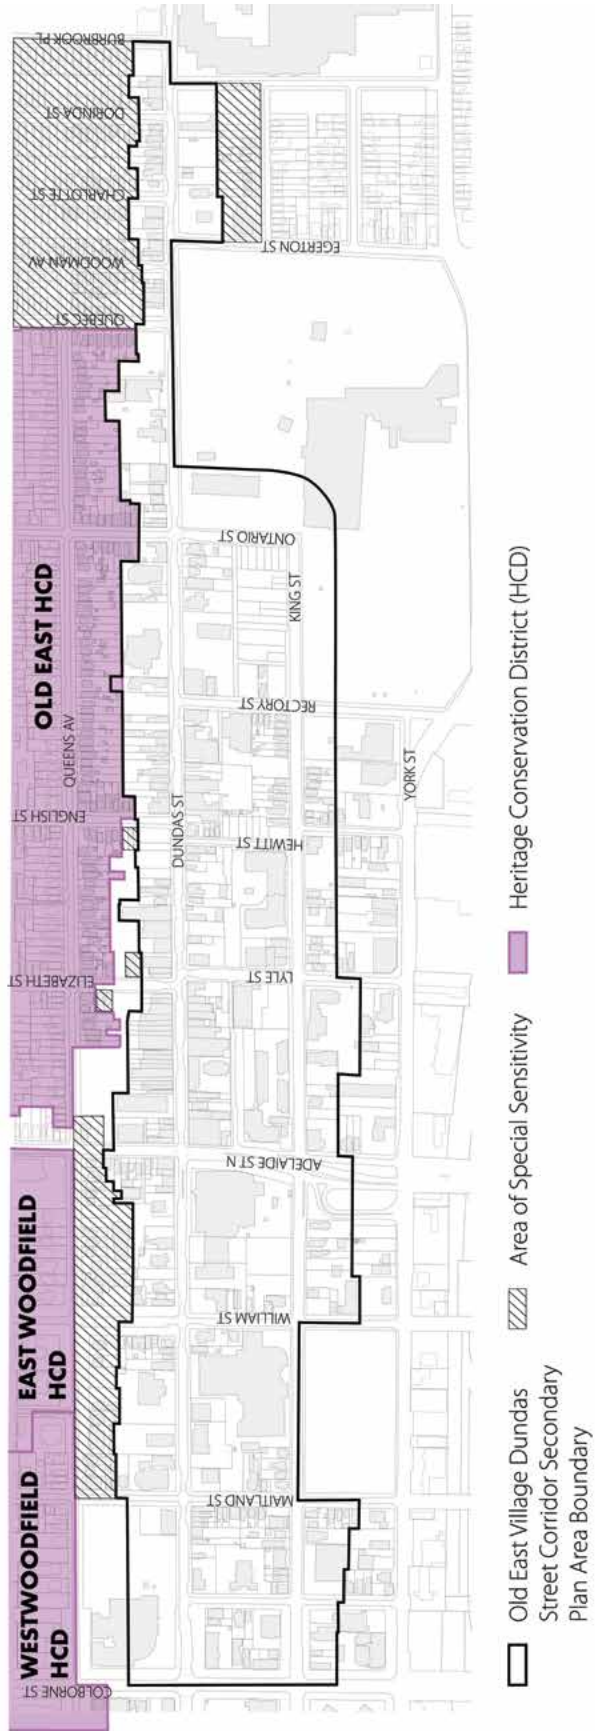 WESTWOODFIELD
HCD
EAST WOODFIELD
HCD
OLD EAST HCD
COLBORNE ST
MAITLAND ST
WILLIAM ST
ADELAIDE ST N
LYLE ST
ELIZABETH ST
HEWITT ST
ENGLISH ST
RECTORY ST
ONTARIO ST
EGERTON ST
QUEBEC ST
WOODMAN AV
CHARLOTTE ST
DORINDA ST
BURBROOK PL
QUEENS AV
DUNDAS ST
KING ST
YORK ST
Old East Village Dundas
Street Corridor Secondary
Plan Area Boundary
Area of Special Sensitivity
Heritage Conservation District (HCD)